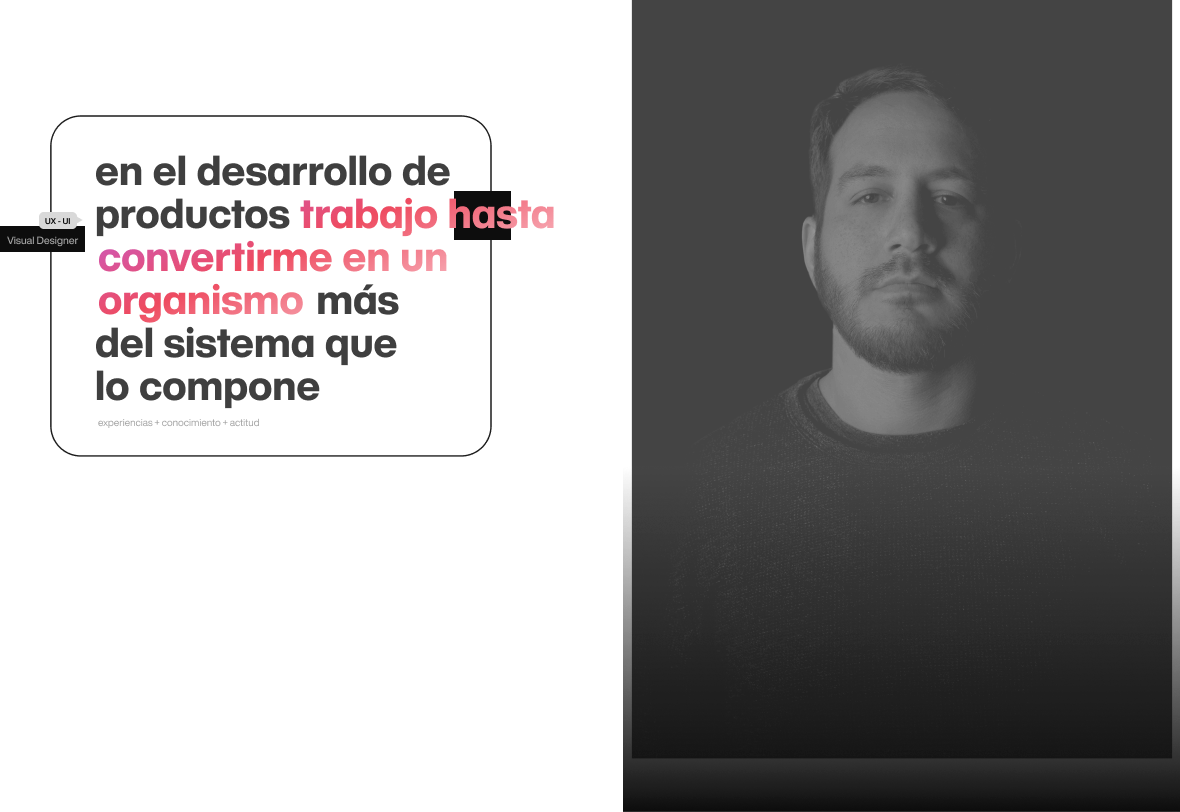 en el desarrollo de
productos trabajo hasta
convertirme en un
organismo más
del sistema que
lo compone
experiencias + conocimiento + actitud
UX - UI
Visual Designer